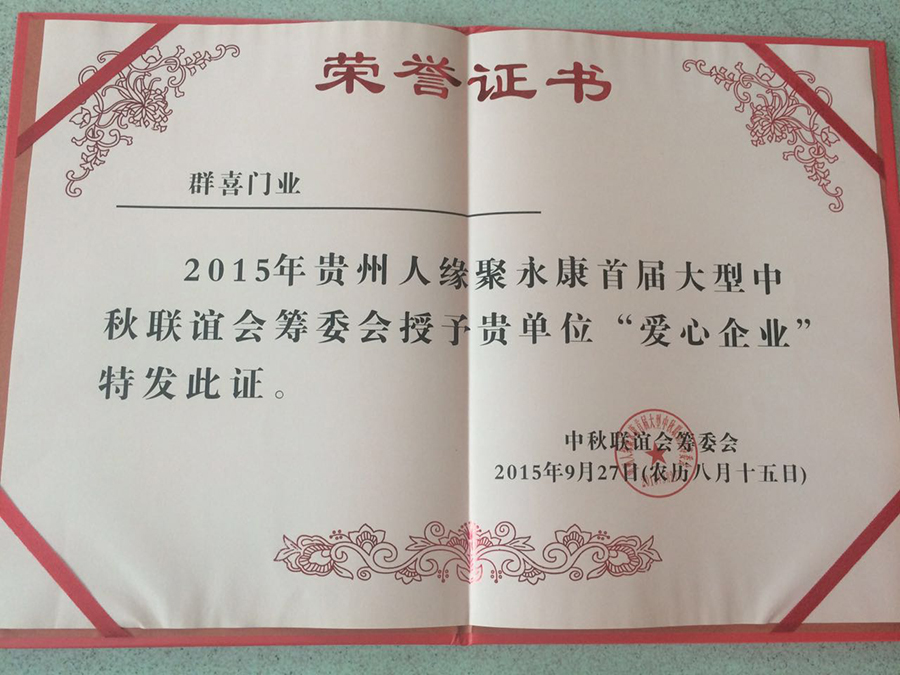 荣誉证书
群喜门业
2015年贵州人缘聚永康首届大型中
秋联谊会筹委会授予贵单位“爱心企业”
特发此证。
中秋联谊会筹委会
2015年9月27日(农历八月十五日)